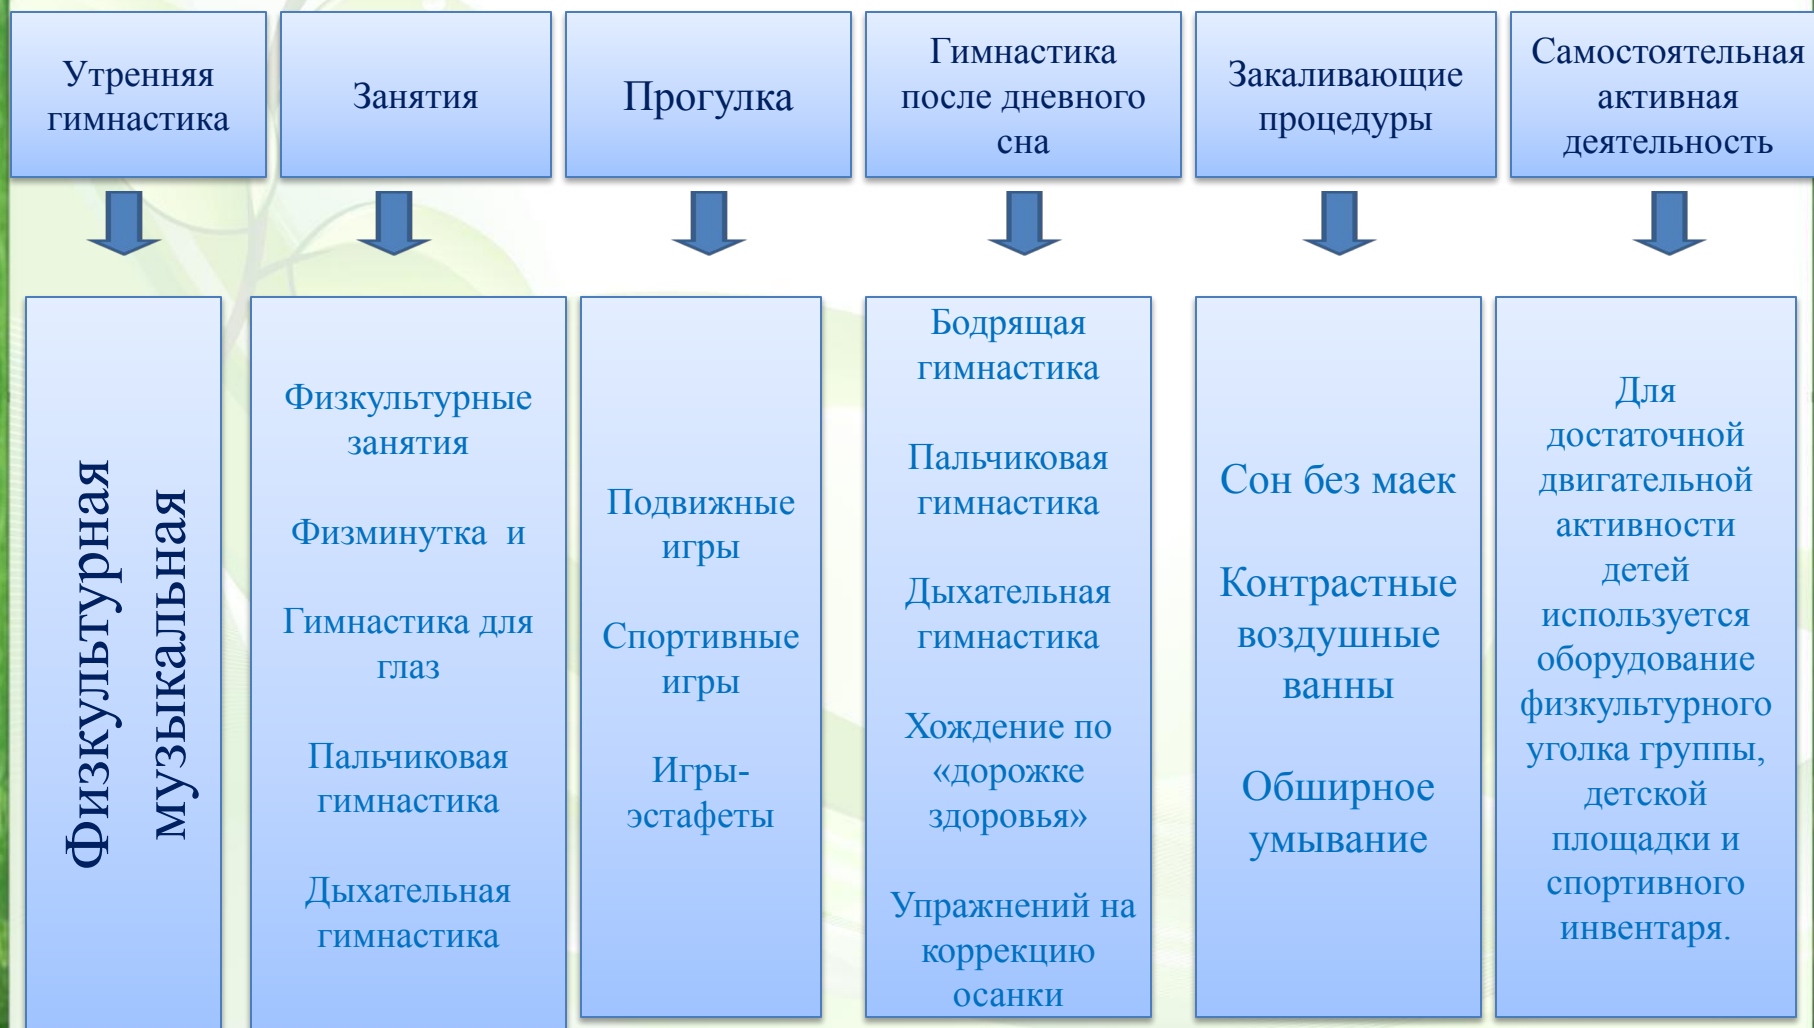 Утренняя
гимнастика
Занятия
Прогулка
Гимнастика
после дневного
сна
Закаливающие
процедуры
Самостоятельная
активная
деятельность
Физкультурная
музыкальная
Физкультурные
занятия
Физминутка  и
Гимнастика для
глаз
Пальчиковая
гимнастика
Дыхательная
гимнастика
Подвижные
игры
Спортивные
игры
Игры-
эстафеты
Бодрящая
гимнастика
Пальчиковая
гимнастика
Дыхательная
гимнастика
Хождение по
«дорожке
здоровья»
Упражнений на
коррекцию
осанки
Сон без маек
Контрастные
воздушные
ванны
Обширное
умывание
Для
достаточной
двигательной
активности
детей
используется
оборудование
физкультурного
уголка группы,
детской
площадки и
спортивного
инвентаря.